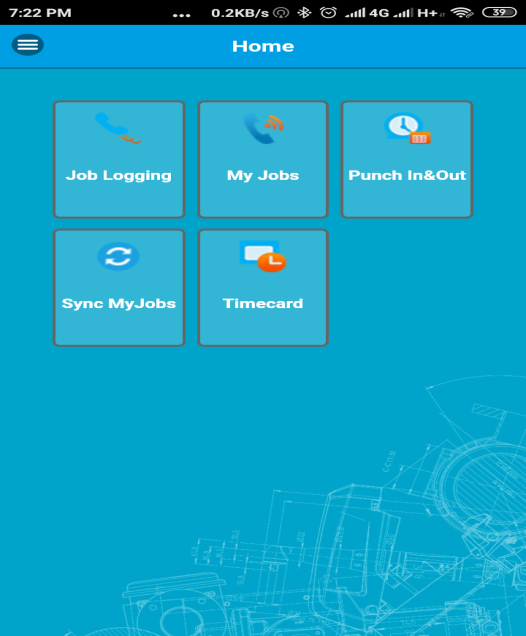 7:22 PM ... 0.2KB/s 4G H+ 39
Home
Job Logging My Jobs Punch In&Out
Sync MyJobs Timecard